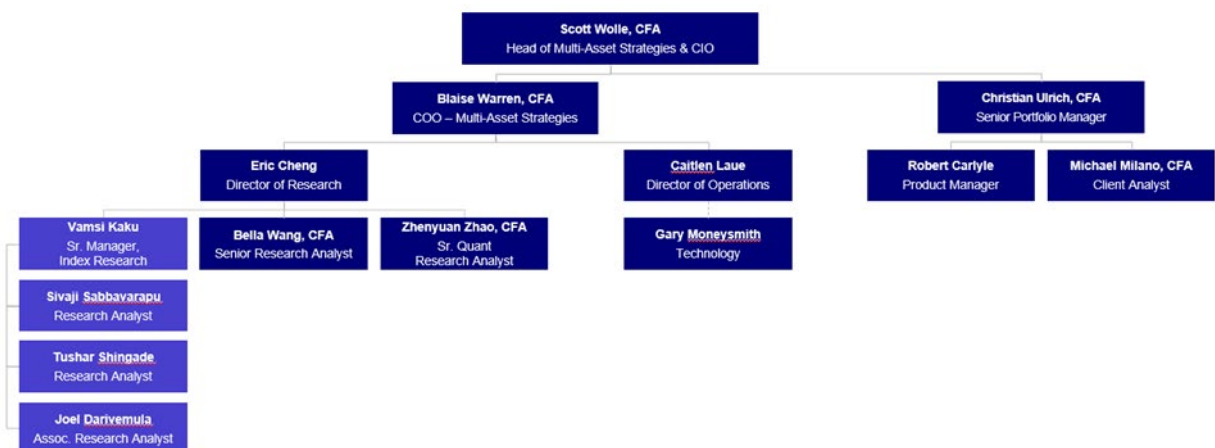 Scott Wolle, CFA
Head of Multi-Asset Strategies & CIO
Blaise Warren, CFA
COO – Multi-Asset Strategies
Christian Ulrich, CFA
Senior Portfolio Manager
Eric Cheng
Director of Research
Caitlen Laue
Director of Operations
Robert Carlyle
Product Manager
Michael Milano, CFA
Client Analyst
Vamsi Kaku
Sr. Manager,
Index Research
Bella Wang, CFA
Senior Research Analyst
Zhenyuan Zhao, CFA
Sr. Quant
Research Analyst
Gary Moneysmith
Technology
Sivaji Sabbavarapu
Research Analyst
Tushar Shingade
Research Analyst
Joel Darivemula
Assoc. Research Analyst